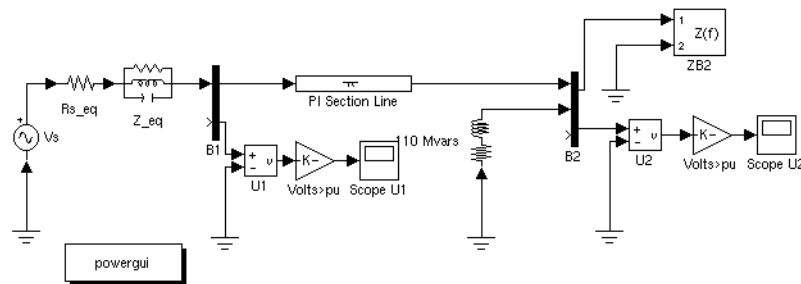 1
2
Z(f)
ZB2
+
Vs
Rs_eq
Z_eq
PI Section Line
110 Mvars
B1
B2
+
−
v
U1
K−
Volts>pu
Scope U1
+
−
v
U2
K−
Volts>pu
Scope U2
powergui